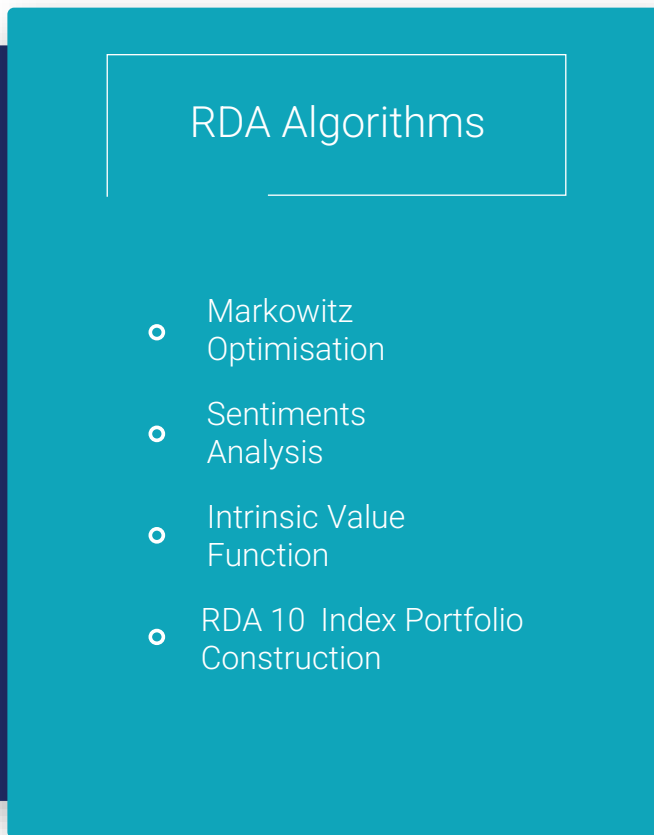 RDA Algorithms
Markowitz
Optimisation
Sentiments
Analysis
Intrinsic Value
Function
RDA 10  Index Portfolio
Construction